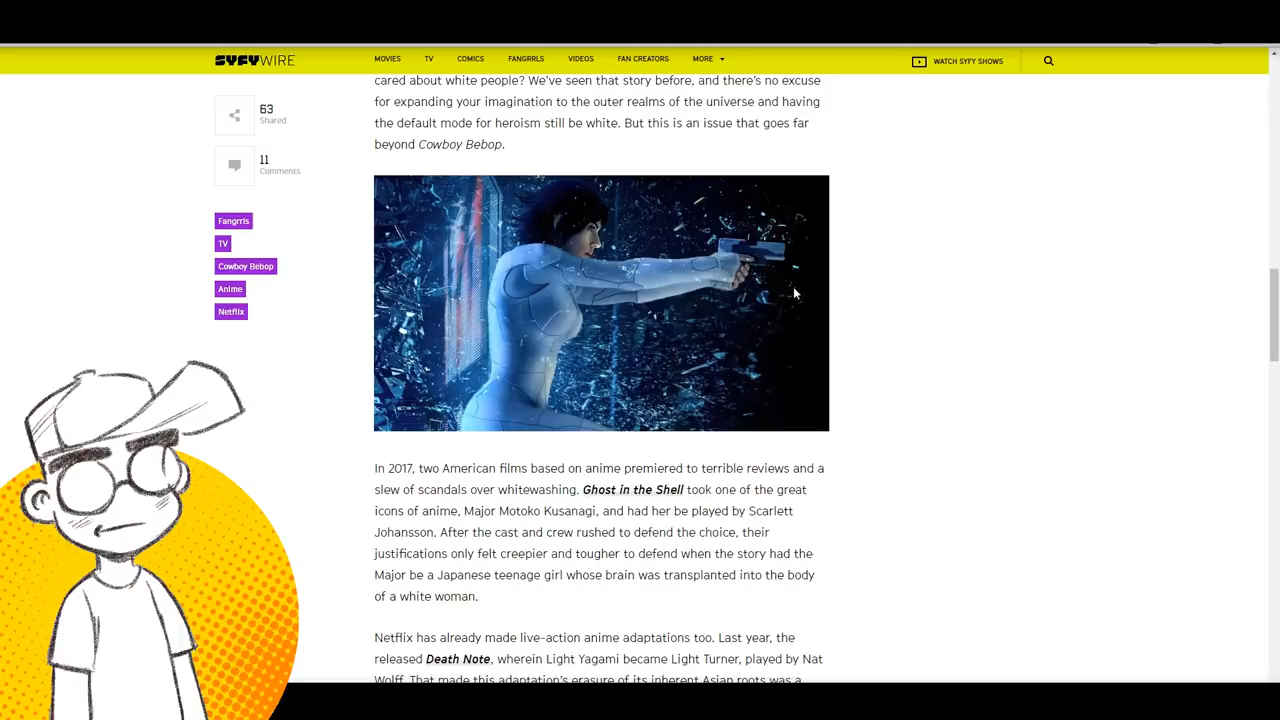 SYFYWIRE
MOVIES TV COMICS FANGRRLS VIDEOS FAN CREATORS MORE
WATCH SYFY SHOWS
63
Shared
11
Comments
Fangrrls
TV
Cowboy Bebop
Anime
Netflix
cared about white people? We've seen that story before, and there's no excuse
for expanding your imagination to the outer realms of the universe and having
the default mode for heroism still be white. But this is an issue that goes far
beyond Cowboy Bebop.
In 2017, two American films based on anime premiered to terrible reviews and a
slew of scandals over whitewashing. Ghost in the Shell took one of the great
icons of anime, Major Motoko Kusanagi, and had her be played by Scarlett
Johansson. After the cast and crew rushed to defend the choice, their
justifications only felt creepier and tougher to defend when the story had the
Major be a Japanese teenage girl whose brain was transplanted into the body
of a white woman.
Netflix has already made live-action anime adaptations too. Last year, the
released Death Note, wherein Light Yagami became Light Turner, played by Nat
Wolff. That made this adaptation's erasure of its inherent Asian roots was a